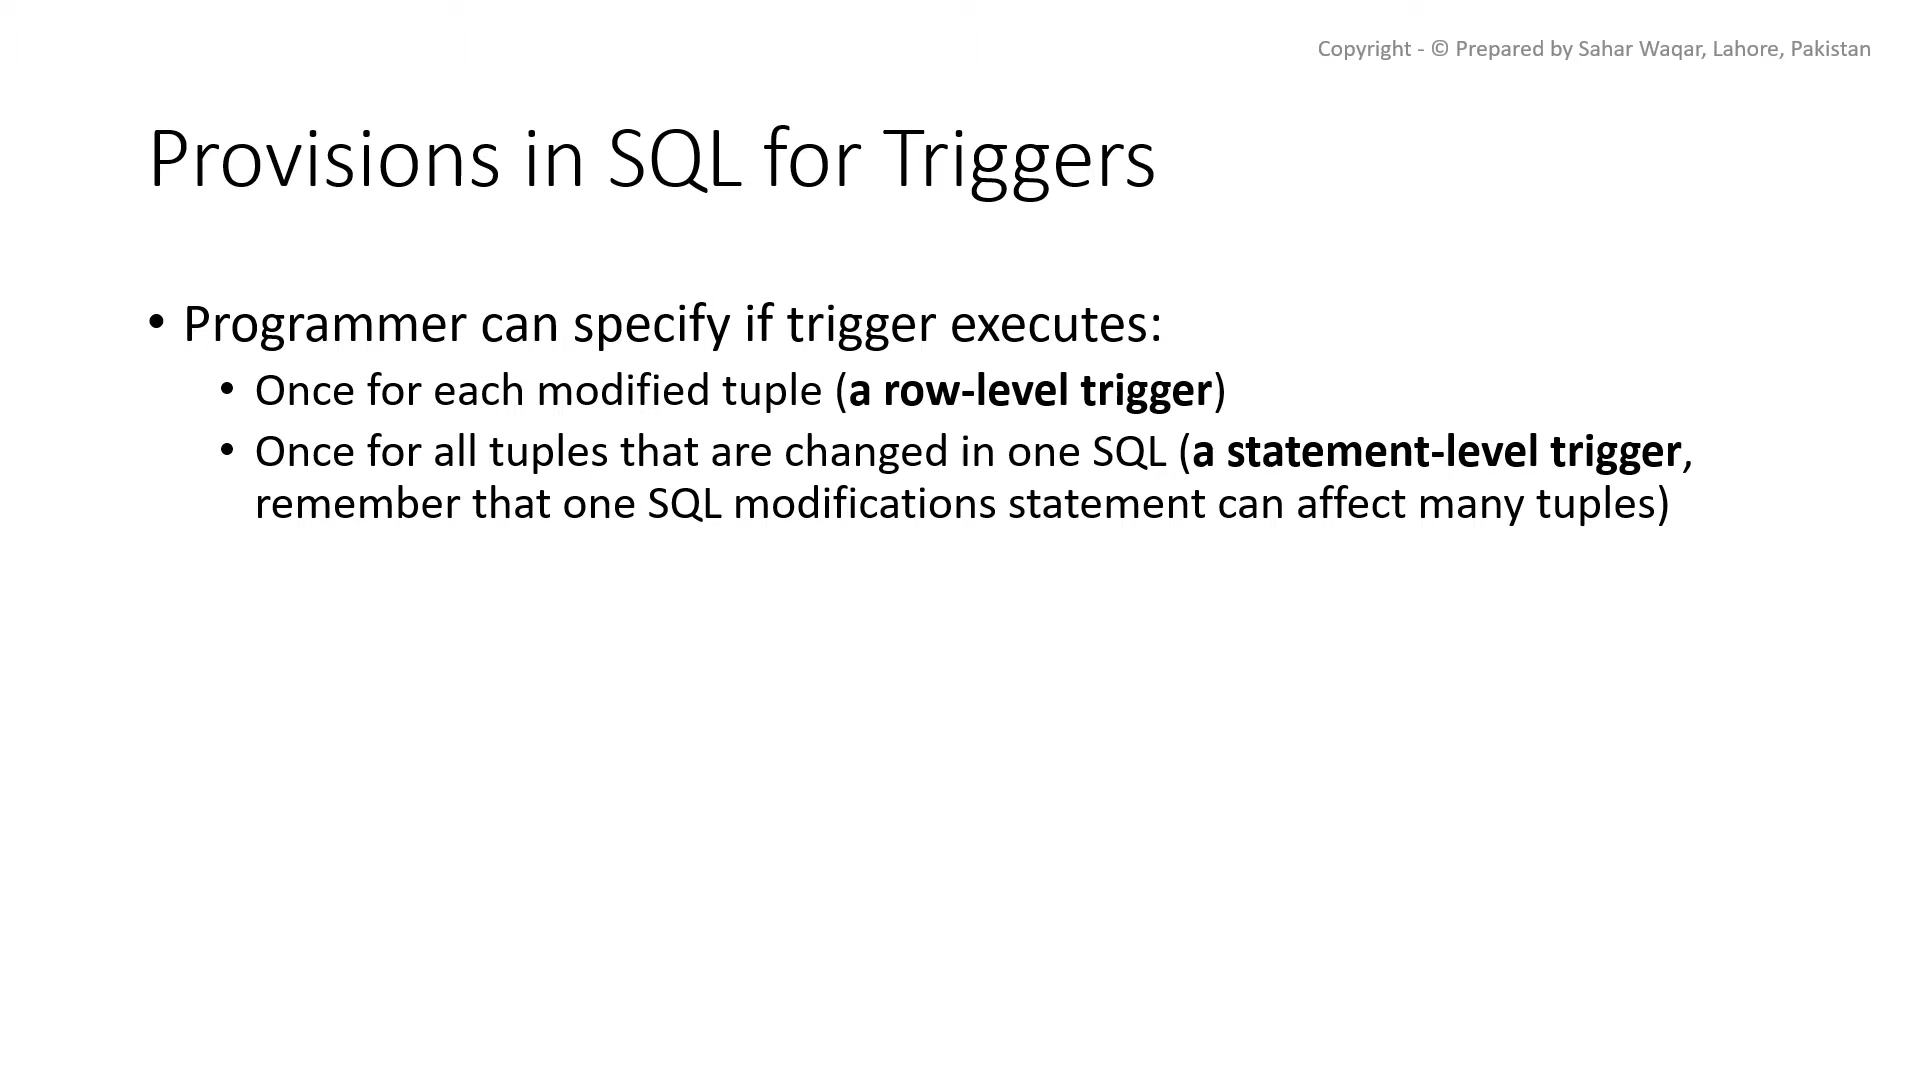 Copyright - © Prepared by Sahar Waqar, Lahore, Pakistan
Provisions in SQL for Triggers
• Programmer can specify if trigger executes:
• Once for each modified tuple (a row-level trigger)
• Once for all tuples that are changed in one SQL (a statement-level trigger,
remember that one SQL modifications statement can affect many tuples)